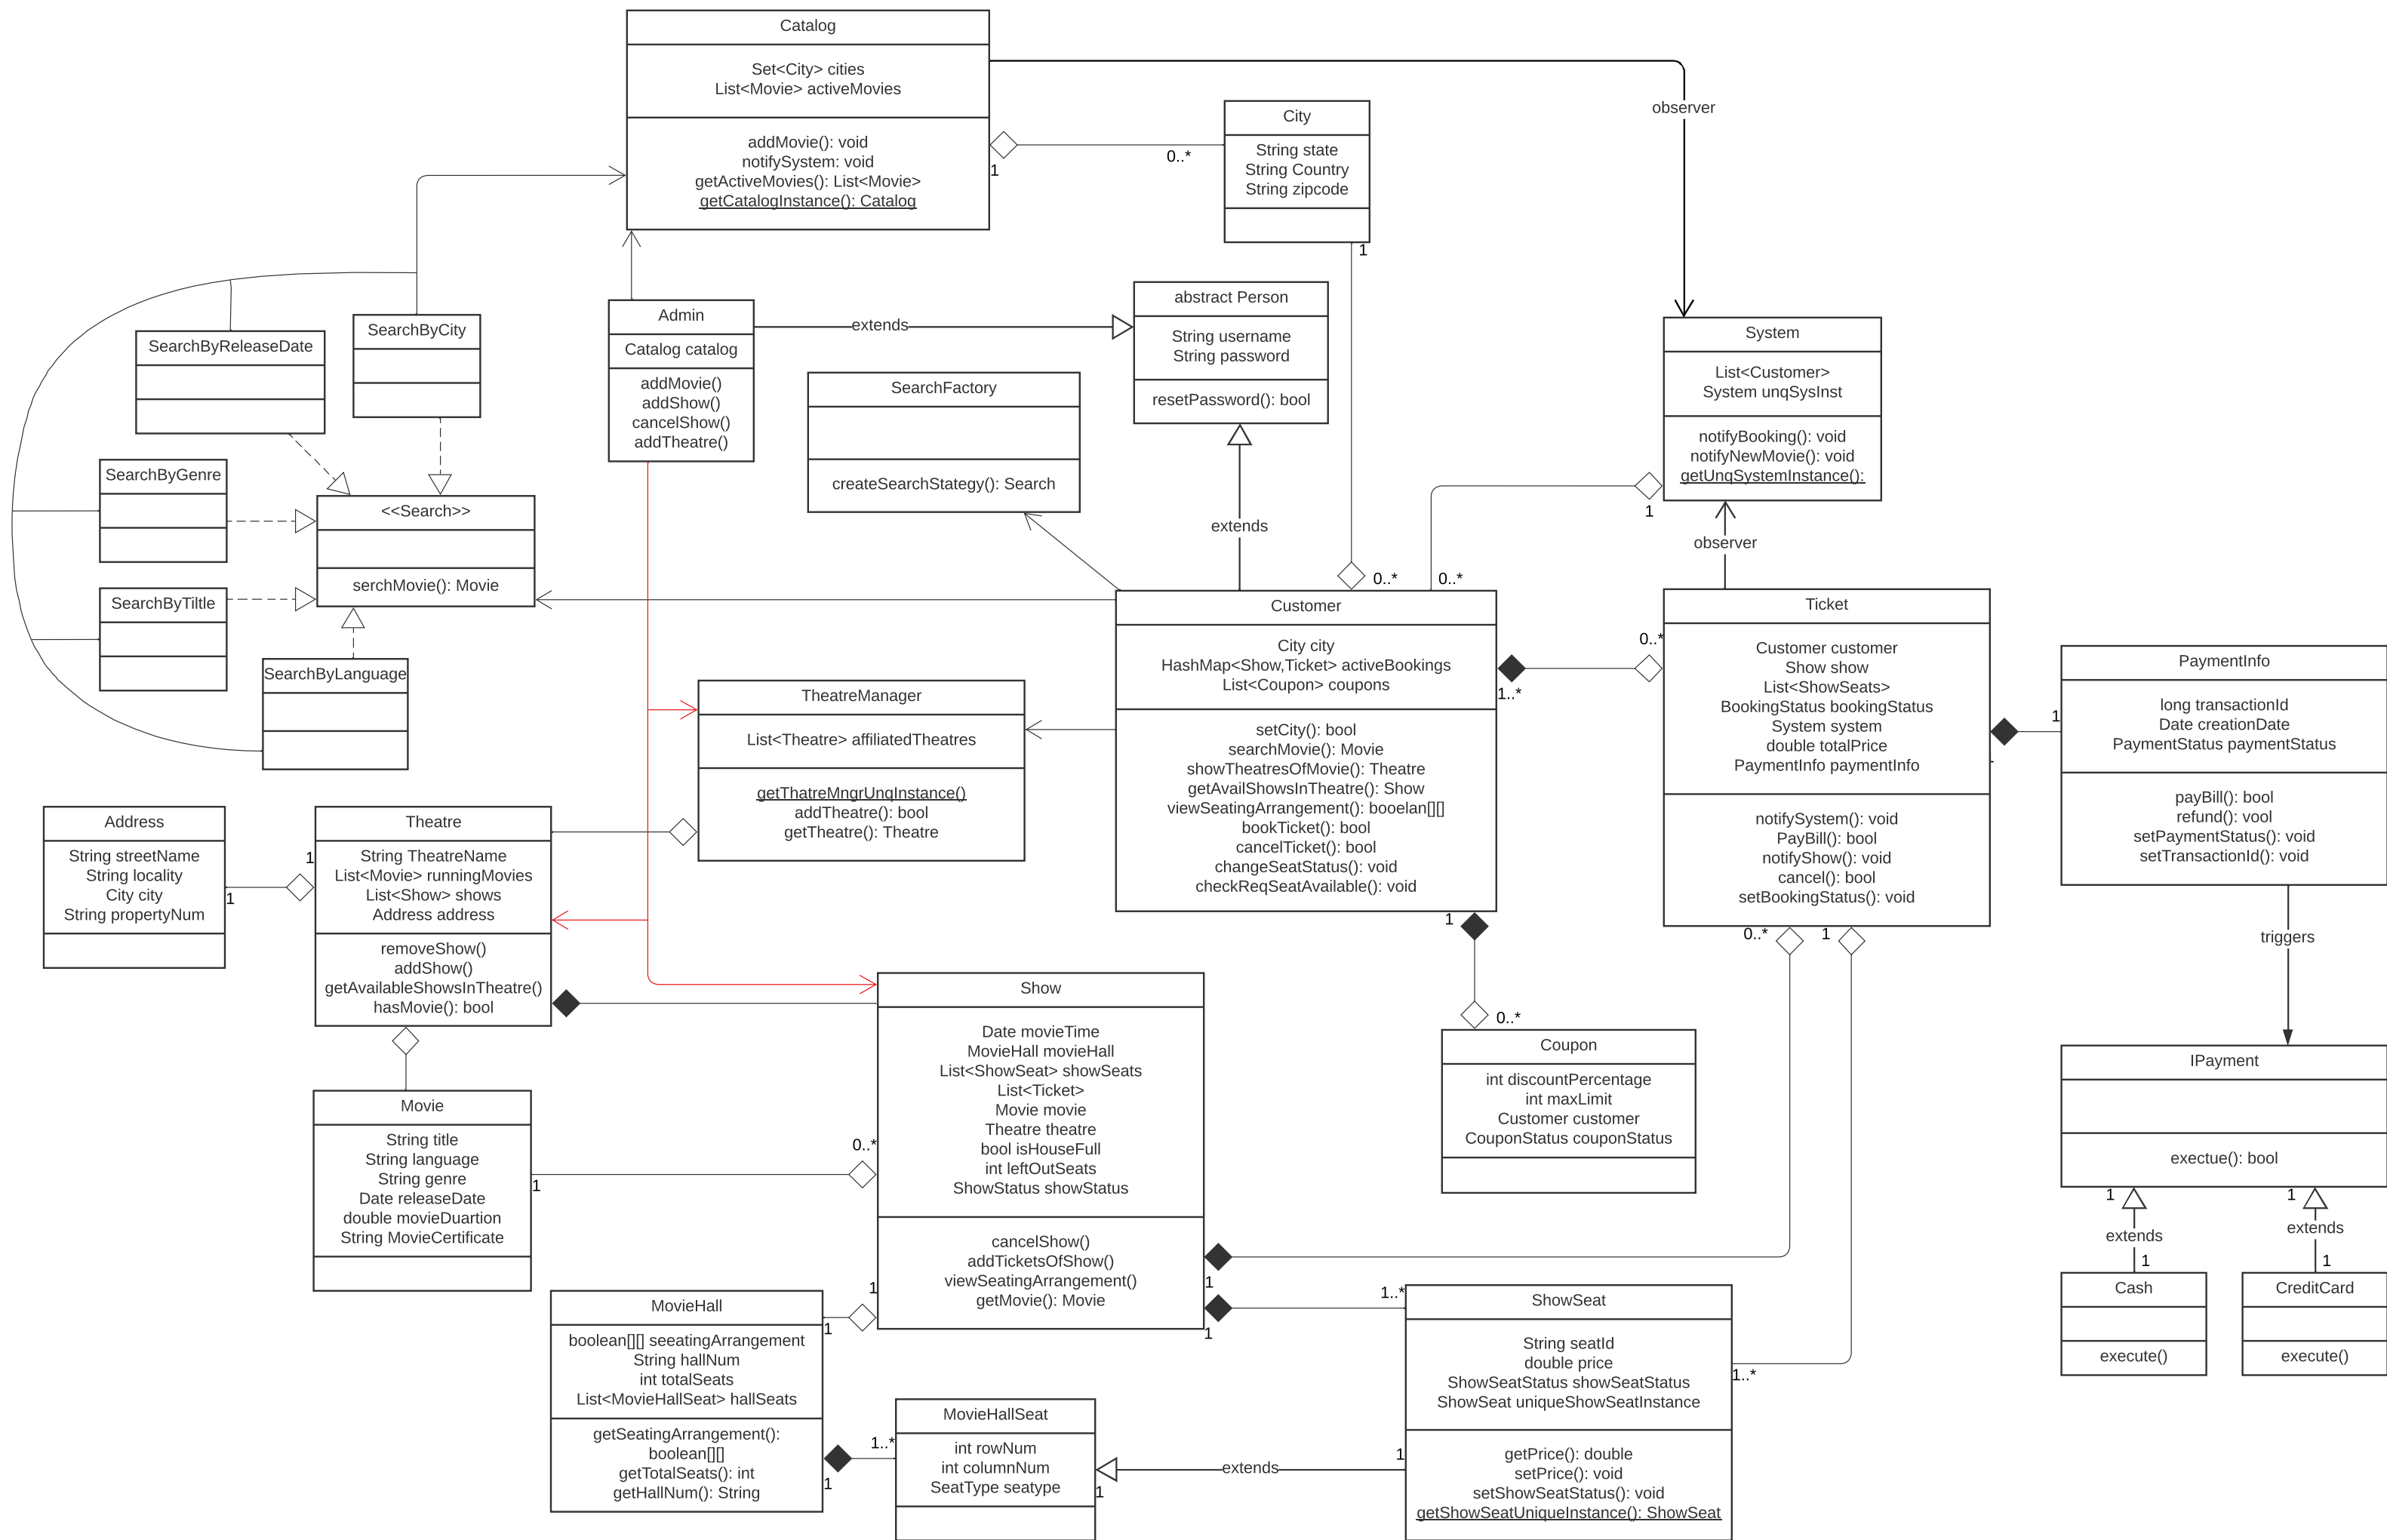 Catalog
Set<City> cities
List<Movie> activeMovies
addMovie(): void
notifySystem: void
getActiveMovies(): List<Movie>
getCatalogInstance(): Catalog
1
0..*
City
String state
String Country
String zipcode
1
observer
Admin
Catalog catalog
addMovie()
addShow()
cancelShow()
addTheatre()
extends
abstract Person
String username
String password
resetPassword(): bool
extends
System
List<Customer>
System unqSysInst
notifyBooking(): void
notifyNewMovie(): void
getUnqSystemInstance():
1
observer
SearchByReleaseDate
SearchByCity
SearchByGenre
SearchByTiltle
SearchByLanguage
<<Search>>
serchMovie(): Movie
SearchFactory
createSearchStategy(): Search
0..*
0..*
Customer
City city
HashMap<Show,Ticket> activeBookings
List<Coupon> coupons
setCity(): bool
searchMovie(): Movie
showTheatresOfMovie(): Theatre
getAvailShowsInTheatre(): Show
viewSeatingArrangement(): booelan[][]
bookTicket(): bool
cancelTicket(): bool
changeSeatStatus(): void
checkReqSeatAvailable(): void
1..*
0..*
1
0..*
Ticket
Customer customer
Show show
List<ShowSeats>
BookingStatus bookingStatus
System system
double totalPrice
PaymentInfo paymentInfo
notifySystem(): void
PayBill(): bool
notifyShow(): void
cancel(): bool
setBookingStatus(): void
0..*
1
1
PaymentInfo
long transactionId
Date creationDate
PaymentStatus paymentStatus
payBill(): bool
refund(): vool
setPaymentStatus(): void
setTransactionId(): void
triggers
TheatreManager
List<Theatre> affiliatedTheatres
getThatreMngrUnqInstance()
addTheatre(): bool
getTheatre(): Theatre
Address
String streetName
String locality
City city
String propertyNum
1
1
Theatre
String TheatreName
List<Movie> runningMovies
List<Show> shows
Address address
removeShow()
addShow()
getAvailableShowsInTheatre()
hasMovie(): bool
Movie
String title
String language
String genre
Date releaseDate
double movieDuartion
String MovieCertificate
1
0..*
Show
Date movieTime
MovieHall movieHall
List<ShowSeat> showSeats
List<Ticket>
Movie movie
Theatre theatre
bool isHouseFull
int leftOutSeats
ShowStatus showStatus
cancelShow()
addTicketsOfShow()
viewSeatingArrangement()
getMovie(): Movie
1
1
1
1
1..*
Coupon
int discountPercentage
int maxLimit
Customer customer
CouponStatus couponStatus
IPayment
exectue(): bool
1
1
extends
extends
1
1
Cash
execute()
CreditCard
execute()
MovieHall
boolean[][] seeatingArrangement
String hallNum
int totalSeats
List<MovieHallSeat> hallSeats
getSeatingArrangement():
boolean[][]
getTotalSeats(): int
getHallNum(): String
1
1..*
MovieHallSeat
int rowNum
int columnNum
SeatType seatype
1
extends
1
ShowSeat
String seatId
double price
ShowSeatStatus showSeatStatus
ShowSeat uniqueShowSeatInstance
getPrice(): double
setPrice(): void
setShowSeatStatus(): void
getShowSeatUniqueInstance(): ShowSeat
1..*